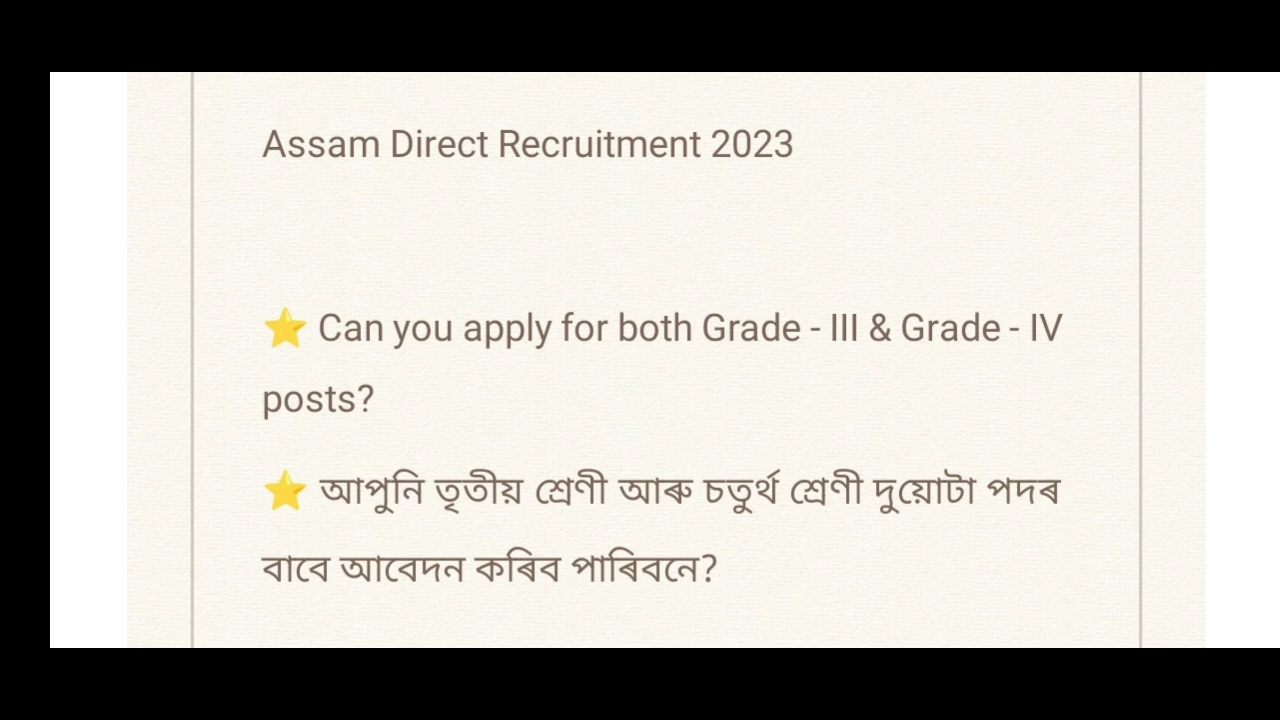 Assam Direct Recruitment 2023
⭐ Can you apply for both Grade - III & Grade - IV
posts?
⭐ আপুনি তৃতীয় শ্ৰেণী আৰু চতুৰ্থ শ্ৰেণী দুয়োটা পদৰ
বাবে আবেদন কৰিব পাৰিবনে?